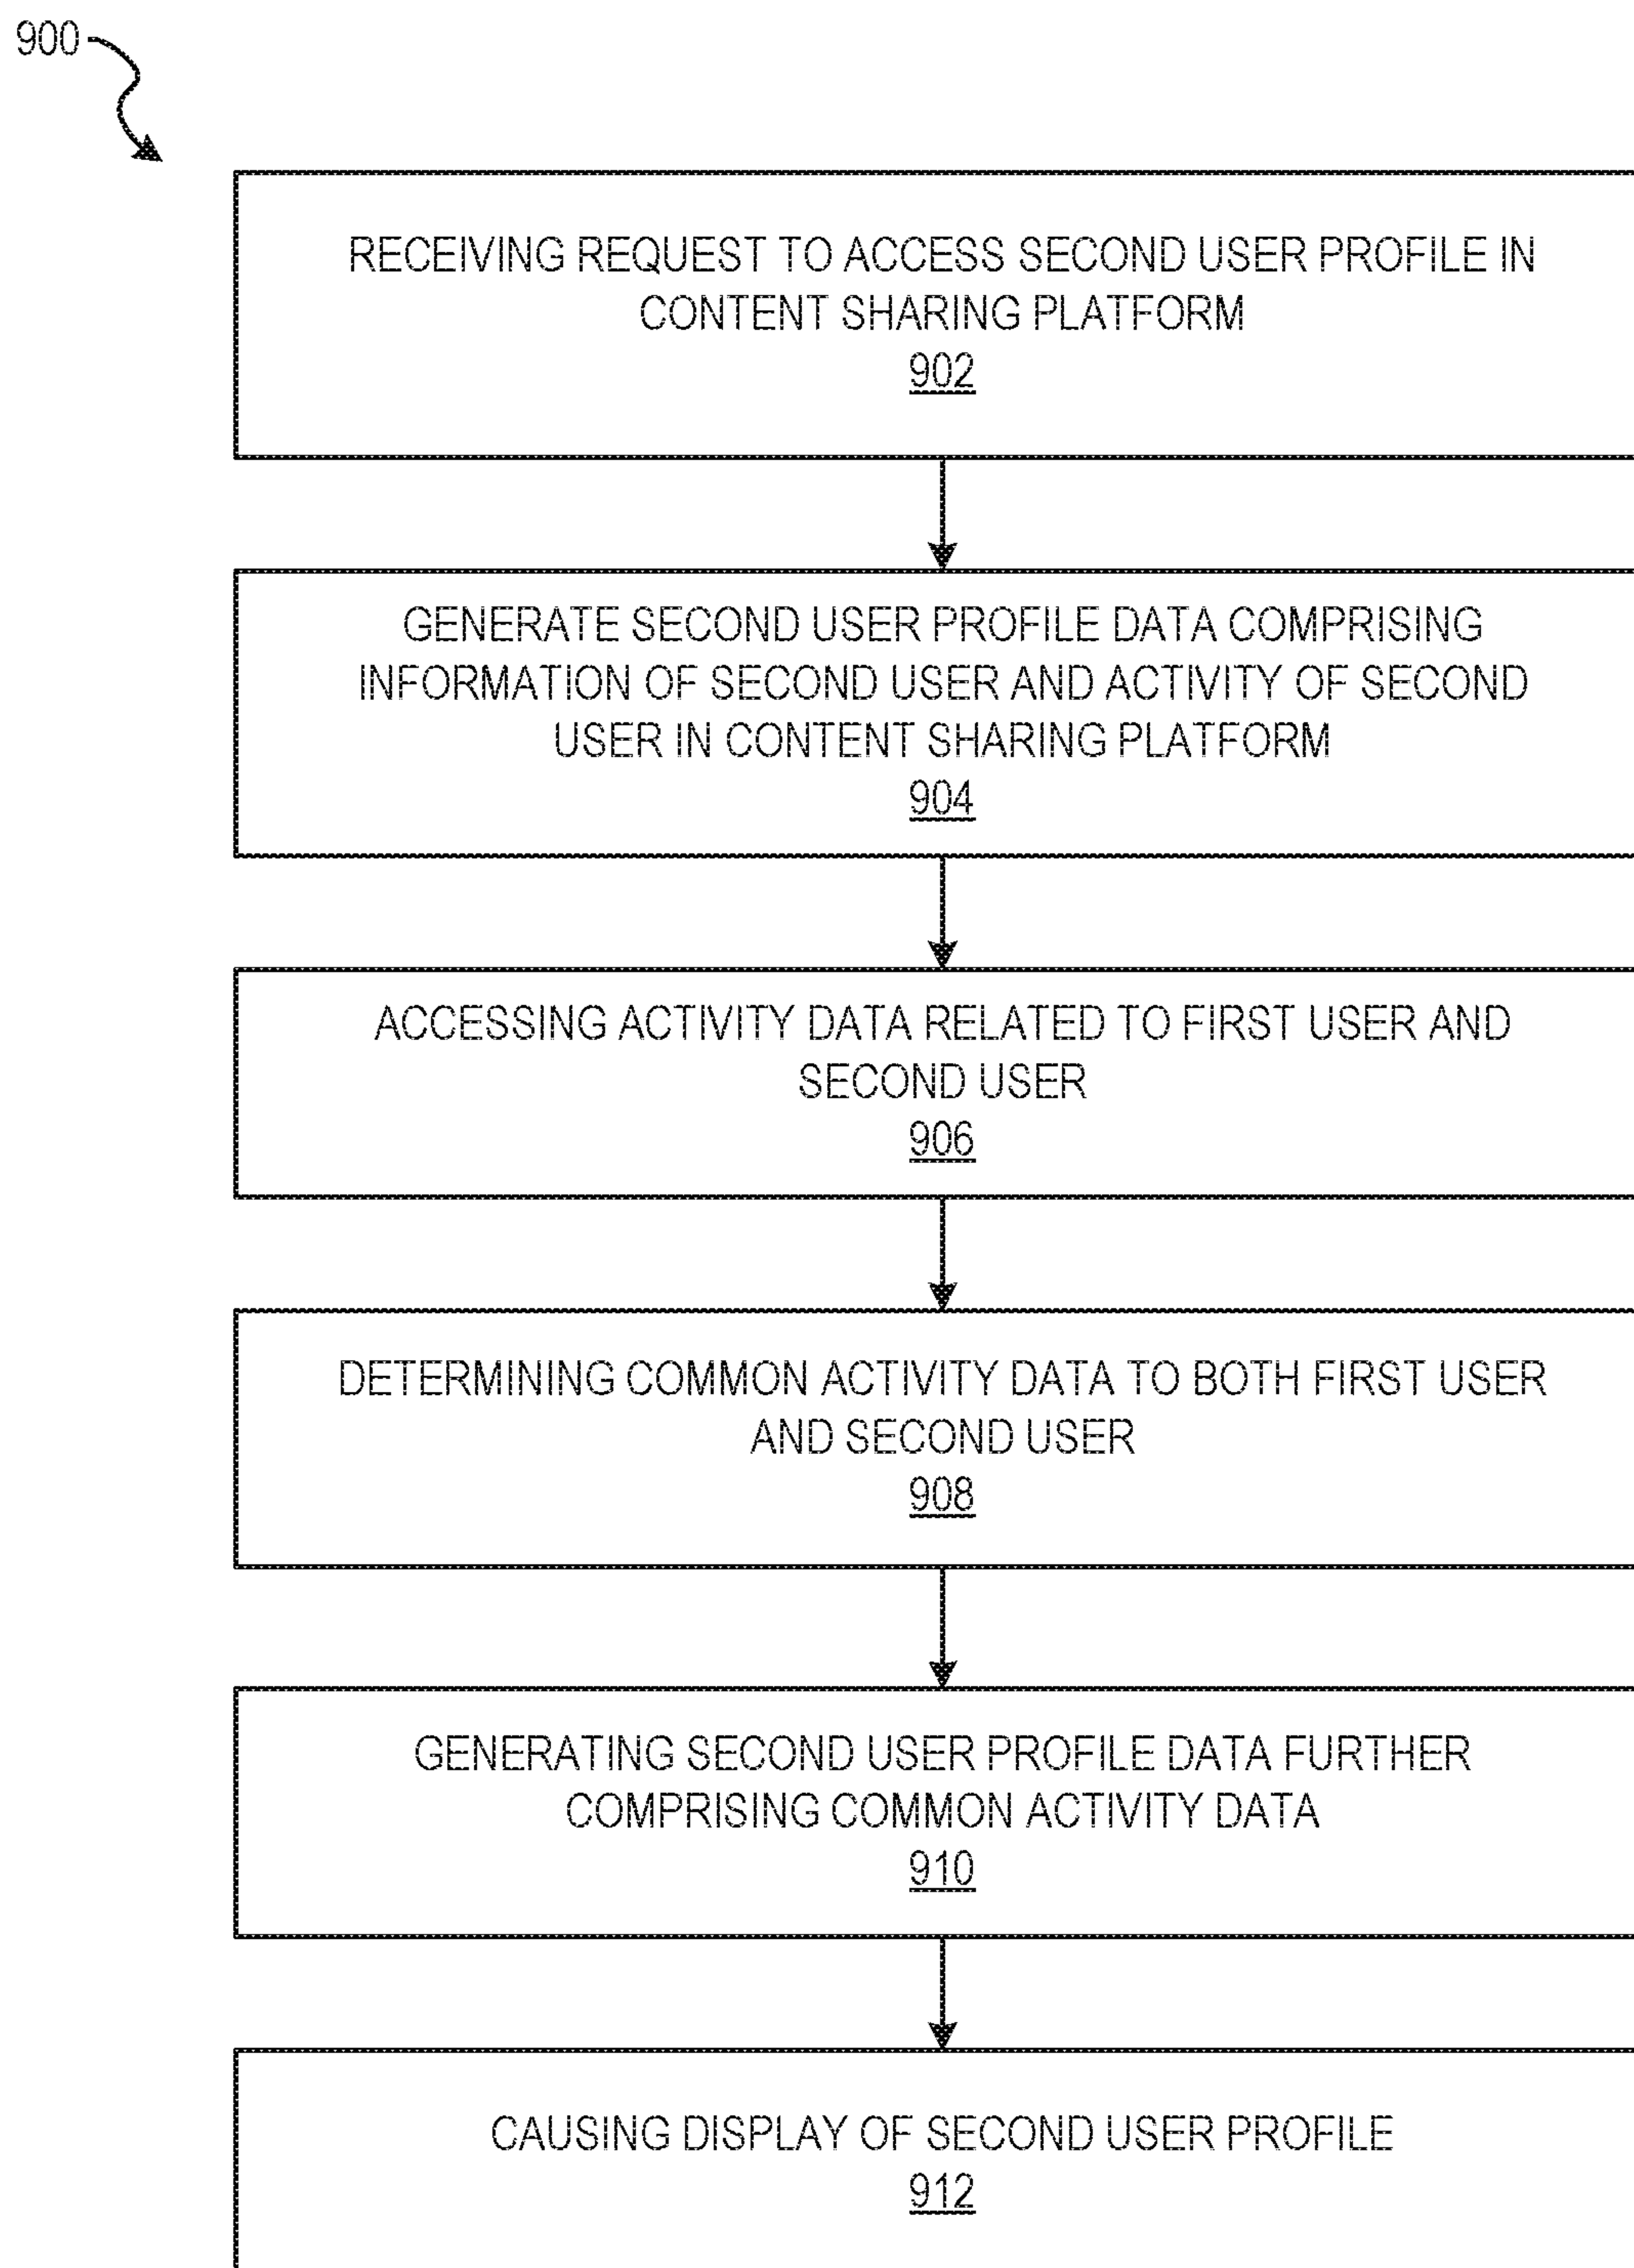 900
RECEIVING REQUEST TO ACCESS SECOND USER PROFILE IN
CONTENT SHARING PLATFORM
902
GENERATE SECOND USER PROFILE DATA COMPRISING
INFORMATION OF SECOND USER AND ACTIVITY OF SECOND
USER IN CONTENT SHARING PLATFORM
904
ACCESSING ACTIVITY DATA RELATED TO FIRST USER AND
SECOND USER
906
DETERMINING COMMON ACTIVITY DATA TO BOTH FIRST USER
AND SECOND USER
908
GENERATING SECOND USER PROFILE DATA FURTHER
COMPRISING COMMON ACTIVITY DATA
910
CAUSING DISPLAY OF SECOND USER PROFILE
912